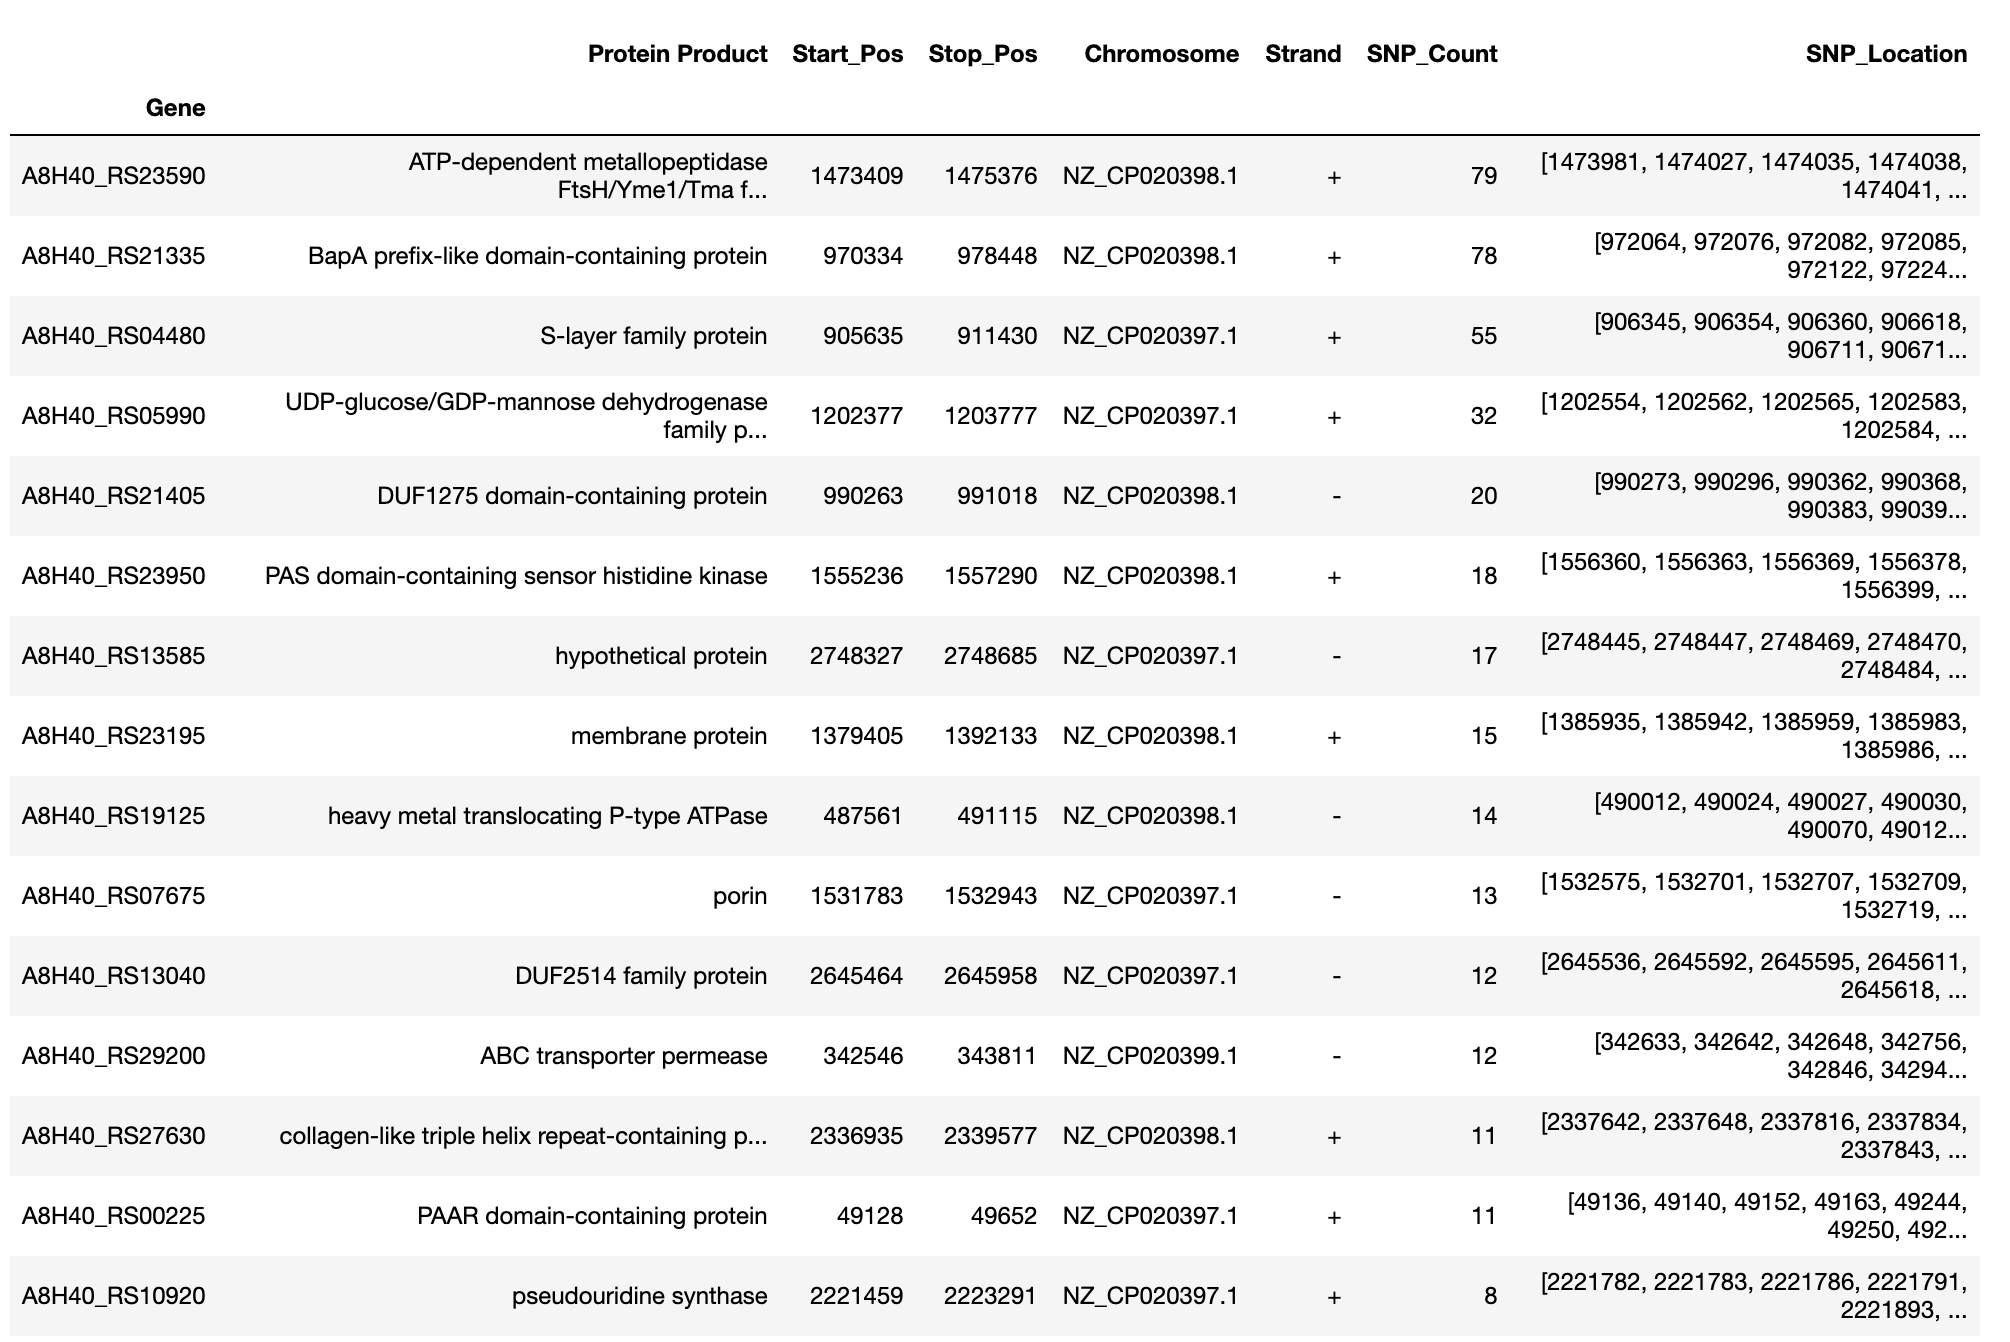 Protein Product Start_Pos Stop_Pos Chromosome Strand SNP_Count SNP_Location
Gene
A8H40_RS23590 ATP-dependent metallopeptidase FtsH/Yme1/Tma f... 1473409 1475376 NZ_CP020398.1 + 79 [1473981, 1474027, 1474035, 1474038, 1474041, ...
A8H40_RS21335 BapA prefix-like domain-containing protein 970334 978448 NZ_CP020398.1 + 78 [972064, 972076, 972082, 972085, 972122, 97224...
A8H40_RS04480 S-layer family protein 905635 911430 NZ_CP020397.1 + 55 [906345, 906354, 906360, 906618, 906711, 90671...
A8H40_RS05990 UDP-glucose/GDP-mannose dehydrogenase family p... 1202377 1203777 NZ_CP020397.1 + 32 [1202554, 1202562, 1202565, 1202583, 1202584, ...
A8H40_RS21405 DUF1275 domain-containing protein 990263 991018 NZ_CP020398.1 - 20 [990273, 990296, 990362, 990368, 990383, 99039...
A8H40_RS23950 PAS domain-containing sensor histidine kinase 1555236 1557290 NZ_CP020398.1 + 18 [1556360, 1556363, 1556369, 1556378, 1556399, ...
A8H40_RS13585 hypothetical protein 2748327 2748685 NZ_CP020397.1 - 17 [2748445, 2748447, 2748469, 2748470, 2748484, ...
A8H40_RS23195 membrane protein 1379405 1392133 NZ_CP020398.1 + 15 [1385935, 1385942, 1385959, 1385983, 1385986, ...
A8H40_RS19125 heavy metal translocating P-type ATPase 487561 491115 NZ_CP020398.1 - 14 [490012, 490024, 490027, 490030, 490070, 49012...
A8H40_RS07675 porin 1531783 1532943 NZ_CP020397.1 - 13 [1532575, 1532701, 1532707, 1532709, 1532719, ...
A8H40_RS13040 DUF2514 family protein 2645464 2645958 NZ_CP020397.1 - 12 [2645536, 2645592, 2645595, 2645611, 2645618, ...
A8H40_RS29200 ABC transporter permease 342546 343811 NZ_CP020399.1 - 12 [342633, 342642, 342648, 342756, 342846, 34294...
A8H40_RS27630 collagen-like triple helix repeat-containing p... 2336935 2339577 NZ_CP020398.1 + 11 [2337642, 2337648, 2337816, 2337834, 2337843, ...
A8H40_RS00225 PAAR domain-containing protein 49128 49652 NZ_CP020397.1 + 11 [49136, 49140, 49152, 49163, 49244, 49250, 492...
A8H40_RS10920 pseudouridine synthase 2221459 2223291 NZ_CP020397.1 + 8 [2221782, 2221783, 2221786, 2221791, 2221893, ...